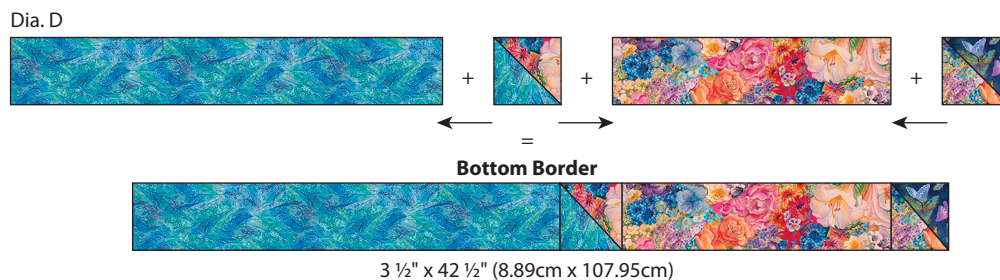 Dia. D
+ + +
=
Bottom Border
3 ½" x 42 ½" (8.89cm x 107.95cm)